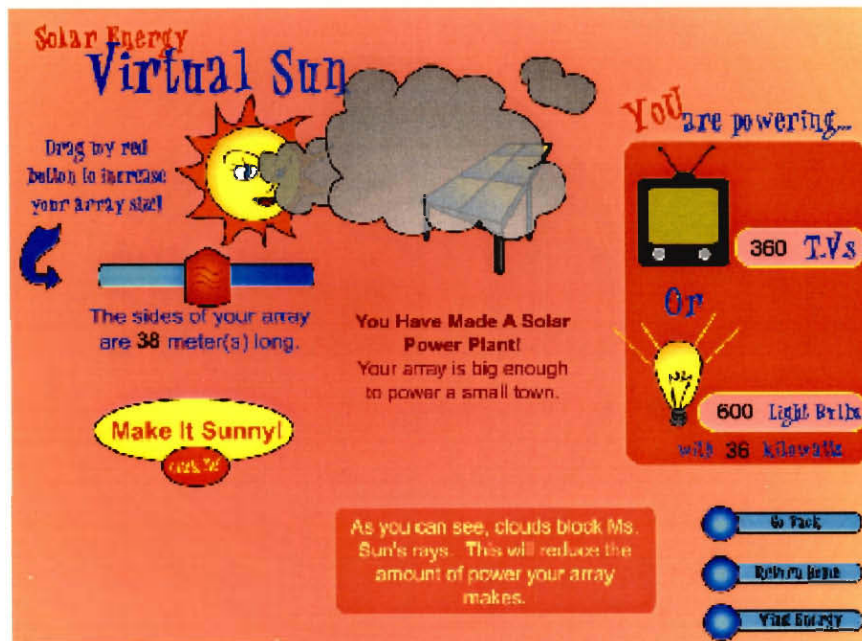 Solar Energy
Virtual Sun
Drag my red
button to increase
your array size!
The sides of your array
are 38 meter(s) long.
Make It Sunny!
You Have Made A Solar
Power Plant!
Your array is big enough
to power a small town.
You are powering...
360 T.Vs
Or
600 Light Bulbs
with 36 kilowatts
As you can see, clouds block Ms.
Sun's rays. This will reduce the
amount of power your array
makes.
Go Back
Return Home
Wind Energy